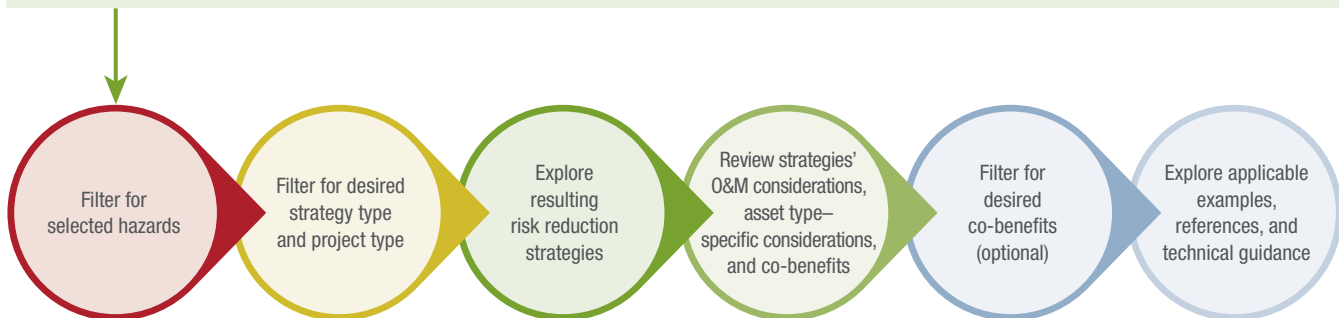 Filter for
selected hazards
Filter for desired
strategy type
and project type
Explore
resulting
risk reduction
strategies
Review strategies’
O&M considerations,
asset type–
specific considerations,
and co-benefits
Filter for
desired
co-benefits
(optional)
Explore applicable
examples,
references, and
technical guidance